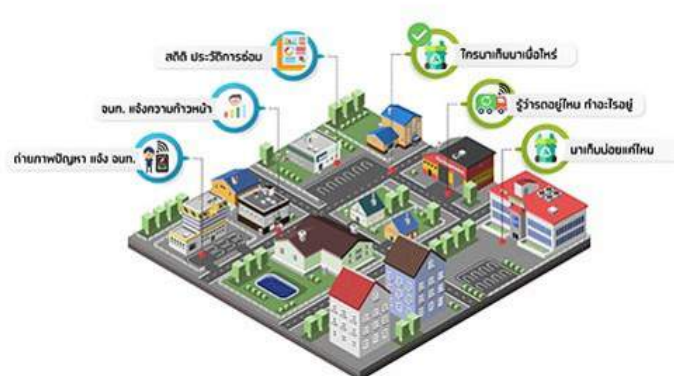 สถิติ ประวัติการซ่อม
ใครมาเก็บมาเมื่อไหร่
จนท. แจ้งความก้าวหน้า
รู้ว่ารถอยู่ไหน ทำอะไรอยู่
ถ่ายภาพปัญหา แจ้ง จนท.
มาเก็บบ่อยแค่ไหน